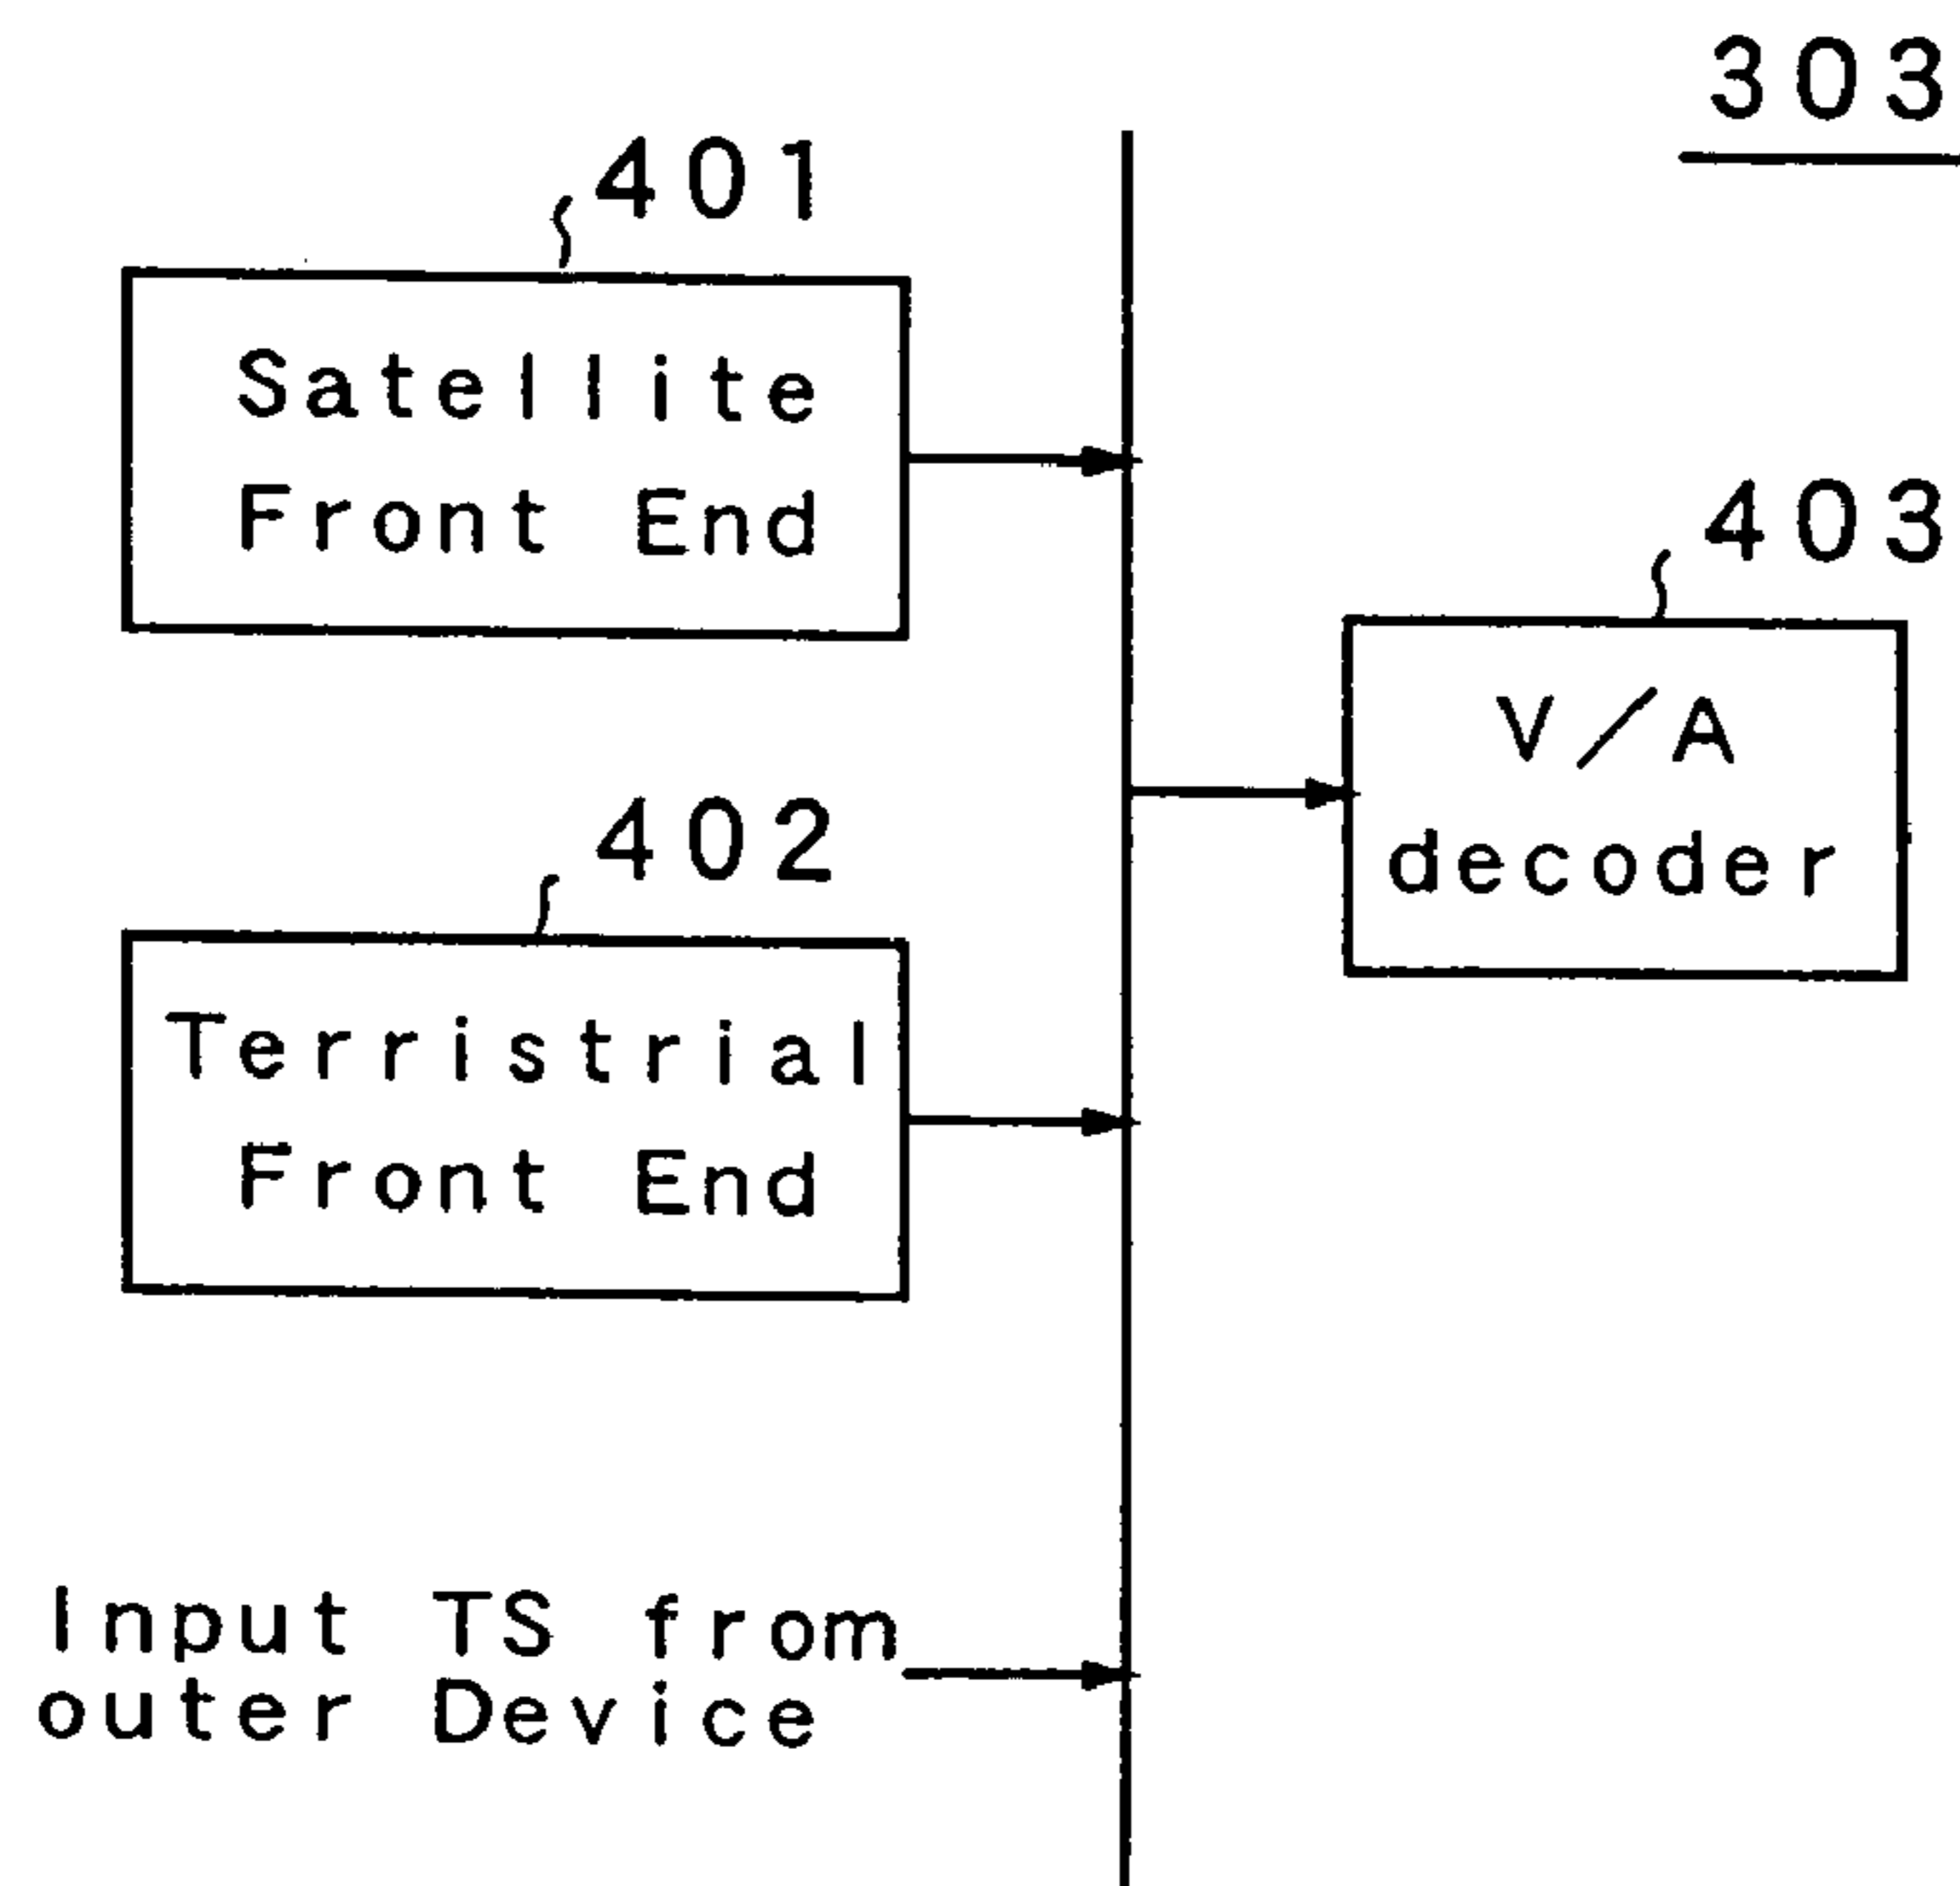 303
401
Satellite
Front End
403
V/A
decoder
402
Terristrial
Front End
Input TS from
outer Device